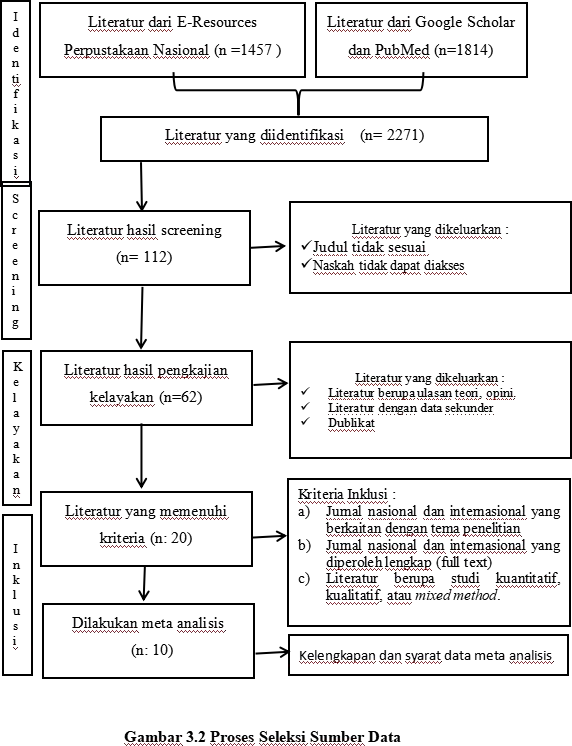 Identifikasi
Literatur dari E-Resources
Perpustakaan Nasional (n =1457 )
Literatur dari Google Scholar
dan PubMed (n=1814)
Literatur yang diidentifikasi (n= 2271)
Screening
Literatur hasil screening
(n= 112)
Literatur yang dikeluarkan :
✓Judul tidak sesuai
✓Naskah tidak dapat diakses
Kelayakan
Literatur hasil pengkajian
kelayakan (n=62)
Literatur yang dikeluarkan :
✓ Literatur berupa ulasan teori, opini.
✓ Literatur dengan data sekunder
✓ Dublikat
Literatur yang memenuhi
kriteria (n: 20)
Kriteria Inklusi :
a) Jurnal nasional dan internasional yang
berkaitan dengan tema penelitian
b) Jurnal nasional dan internasional yang
diperoleh lengkap (full text)
c) Literatur berupa studi kuantitatif,
kualitatif, atau mixed method.
Inklusi
Dilakukan meta analisis
(n: 10)
Kelengkapan dan syarat data meta analisis
Gambar 3.2 Proses Seleksi Sumber Data